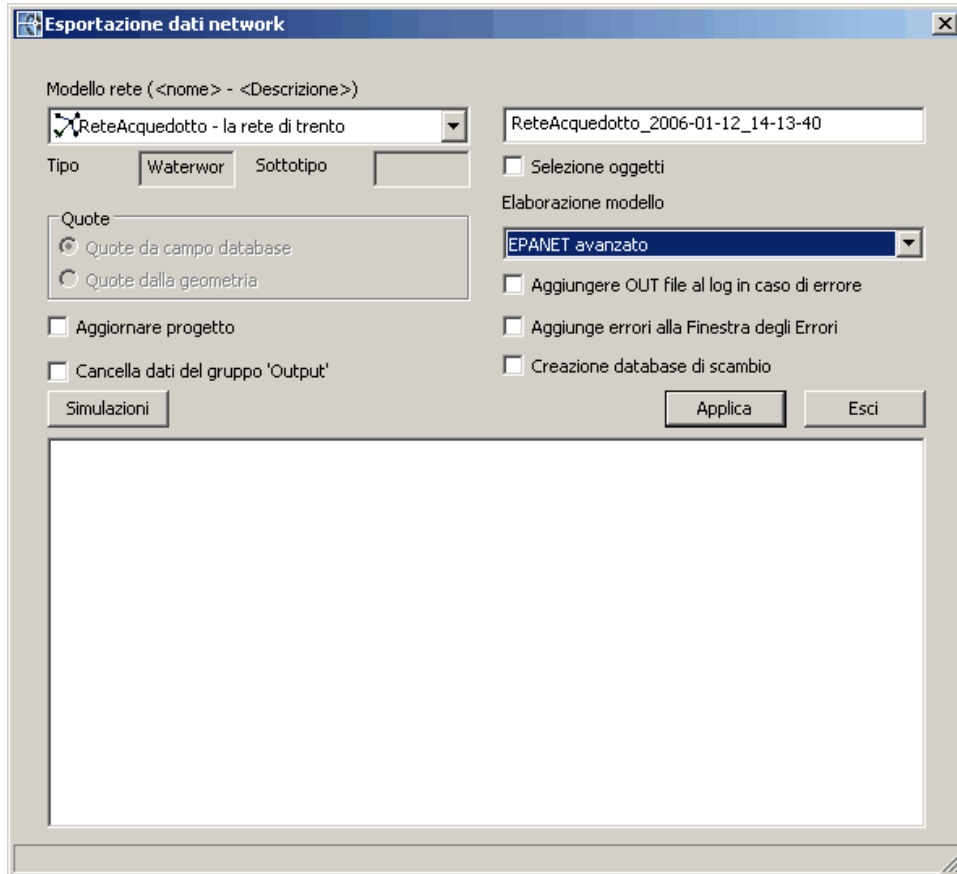 Esportazione dati network
Modello rete (<nome> - <Descrizione>)
ReteAcquedotto - la rete di trento
ReteAcquedotto_2006-01-12_14-13-40
Tipo
Waterwor
Sottotipo
Selezione oggetti
Elaborazione modello
Quote
Quote da campo database
Quote dalla geometria
EPANET avanzato
Aggiungere OUT file al log in caso di errore
Aggiornare progetto
Aggiunge errori alla Finestra degli Errori
Cancella dati del gruppo 'Output'
Creazione database di scambio
Simulazioni
Applica
Esci